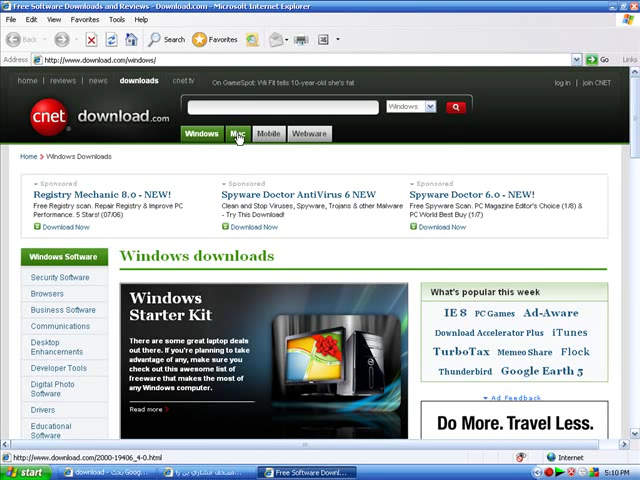 Free Software Downloads and Reviews - Download.com - Microsoft Internet Explorer
File Edit View Favorites Tools Help
Back Search Favorites
Address http://www.download.com/windows/ Go Links
home | reviews | news downloads cnet tv On GameSpot: Wii Fit tells 10-year-old she's fat log in | join CNET
cnet download.com Windows
Windows Mac Mobile Webware
Home > Windows Downloads
Sponsored Sponsored Sponsored
Registry Mechanic 8.0 - NEW! Spyware Doctor AntiVirus 6 NEW Spyware Doctor 6.0 - NEW!
Free Registry scan. Repair Registry & Improve PC Clean and Stop Viruses, Spyware, Trojans & other Malware Free Spyware Scan. PC Magazine Editor's Choice (1/8) &
Performance. 5 Stars! (07/06) - Try This Download! PC World Best Buy (1/7)
Download Now Download Now Download Now
Windows Software
Security Software
Browsers
Business Software
Communications
Desktop
Enhancements
Developer Tools
Digital Photo
Software
Drivers
Educational
Software
Windows downloads
Windows
Starter Kit
There are some great laptop deals
out there. If you're planning to take
advantage of any, make sure you
check out this awesome list of
freeware that makes the most of
any Windows computer.
Read more >
What's popular this week
IE 8 PC Games Ad-Aware
Download Accelerator Plus iTunes
TurboTax Memeo Share Flock
Thunderbird Google Earth 5
Ad Feedback
Do More. Travel Less.
http://www.download.com/2000-19406_4-0.html Internet
start download - بحث Goog... Free Software Downl... 5:10 PM